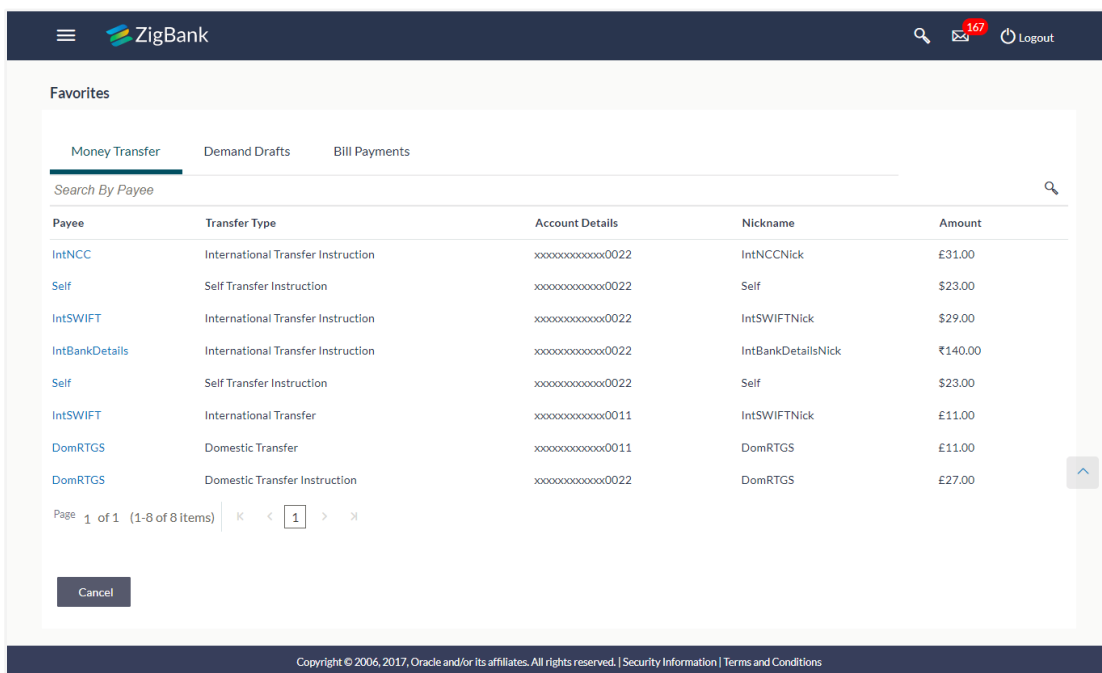 ZigBank 167 Logout
Favorites
Money Transfer Demand Drafts Bill Payments
Search By Payee
Payee Transfer Type Account Details Nickname Amount
IntNCC International Transfer Instruction xxxxxxxxxxxx0022 IntNCCNick £31.00
Self Self Transfer Instruction xxxxxxxxxxxx0022 Self $23.00
IntSWIFT International Transfer Instruction xxxxxxxxxxxx0022 IntSWIFTNick $29.00
IntBankDetails International Transfer Instruction xxxxxxxxxxxx0022 IntBankDetailsNick ₹140.00
Self Self Transfer Instruction xxxxxxxxxxxx0022 Self $23.00
IntSWIFT International Transfer xxxxxxxxxxxx0011 IntSWIFTNick £11.00
DomRTGS Domestic Transfer xxxxxxxxxxxx0011 DomRTGS £11.00
DomRTGS Domestic Transfer Instruction xxxxxxxxxxxx0022 DomRTGS £27.00
Page 1 of 1 (1-8 of 8 items) 1
Cancel
Copyright © 2006, 2017, Oracle and/or its affiliates. All rights reserved. | Security Information | Terms and Conditions